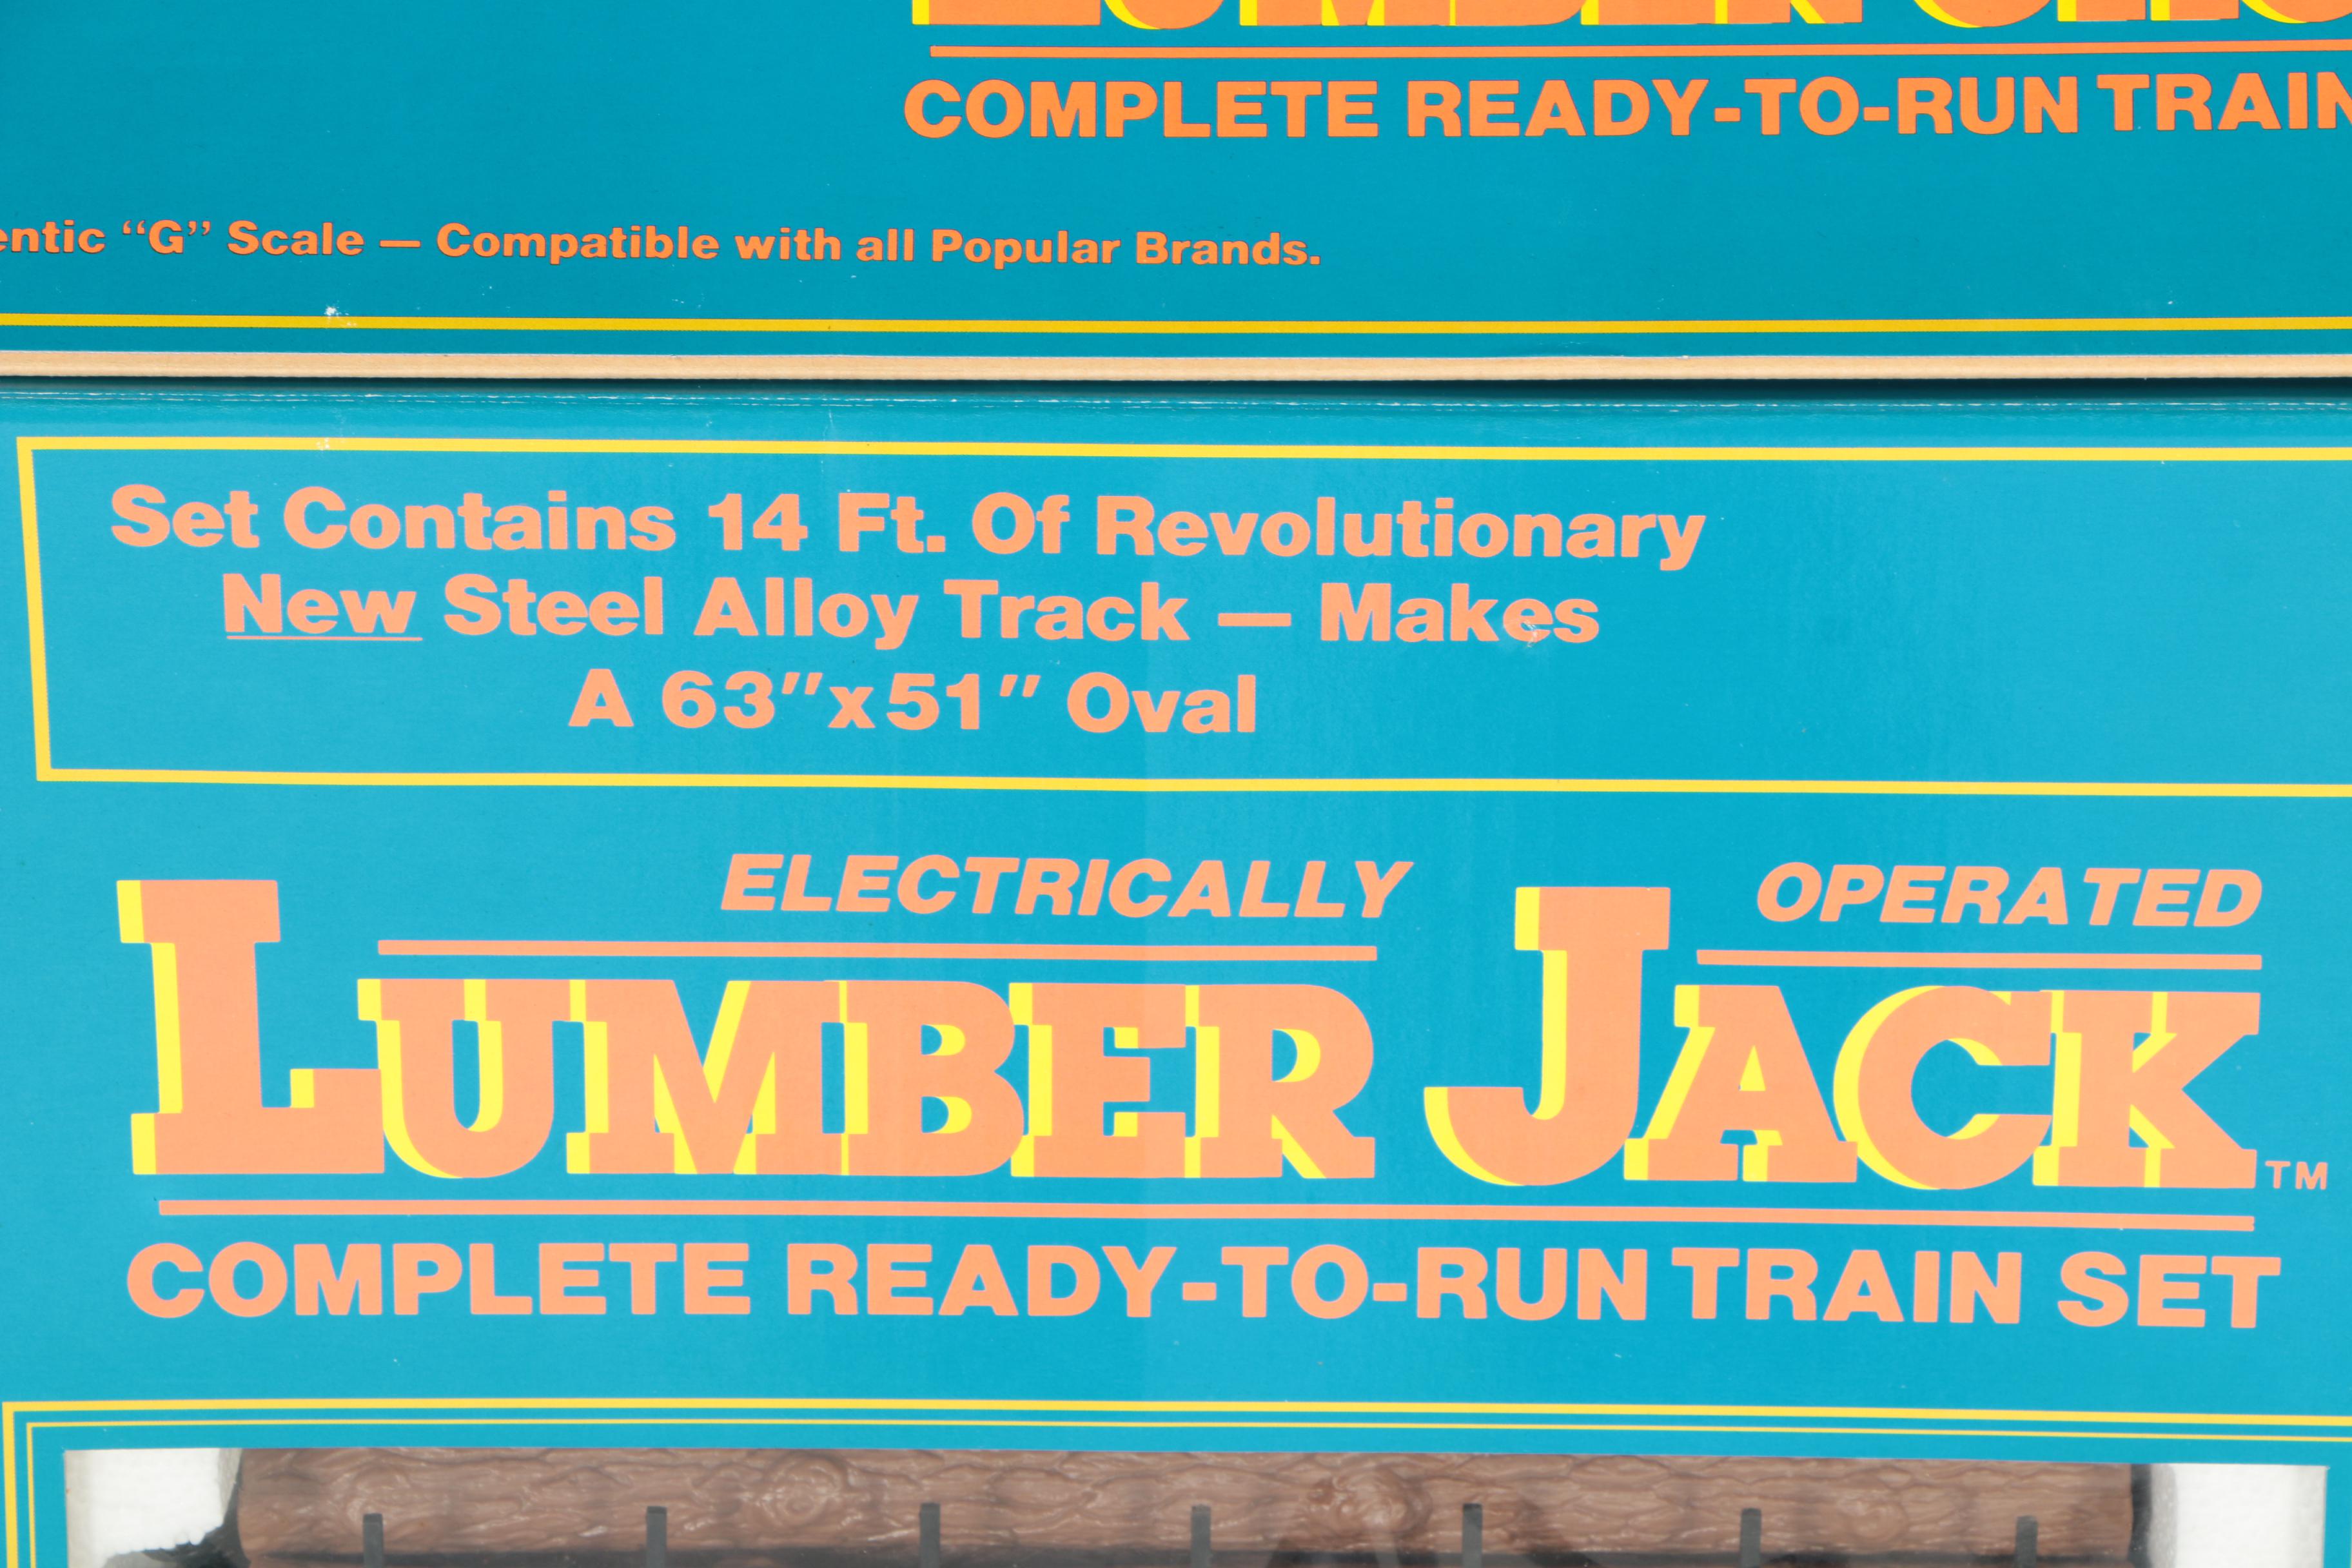 COMPLETE READY-TO-RUN TRAIN
"G" Scale — Compatible with all Popular Brands.
Set Contains 14 Ft. Of Revolutionary
New Steel Alloy Track — Makes
A 63"x51" Oval
ELECTRICALLY OPERATED
LUMBER JACK™
COMPLETE READY-TO-RUN TRAIN SET